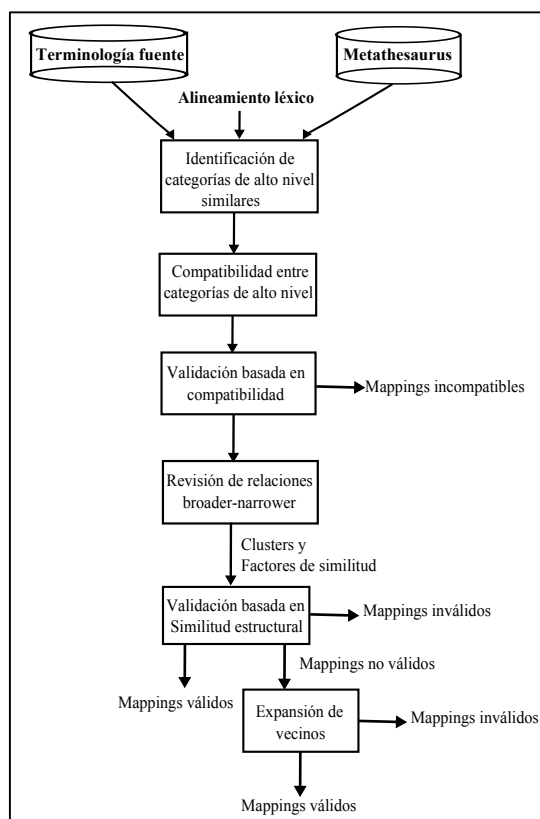 Terminología fuente
Metathesaurus
Alineamiento léxico
Identificación de
categorías de alto nivel
similares
Compatibilidad entre
categorías de alto nivel
Validación basada en
compatibilidad
Mappings incompatibles
Revisión de relaciones
broader-narrower
Clusters y
Factores de similitud
Validación basada en
Similitud estructural
Mappings inválidos
Mappings no válidos
Mappings válidos
Expansión de
vecinos
Mappings inválidos
Mappings válidos